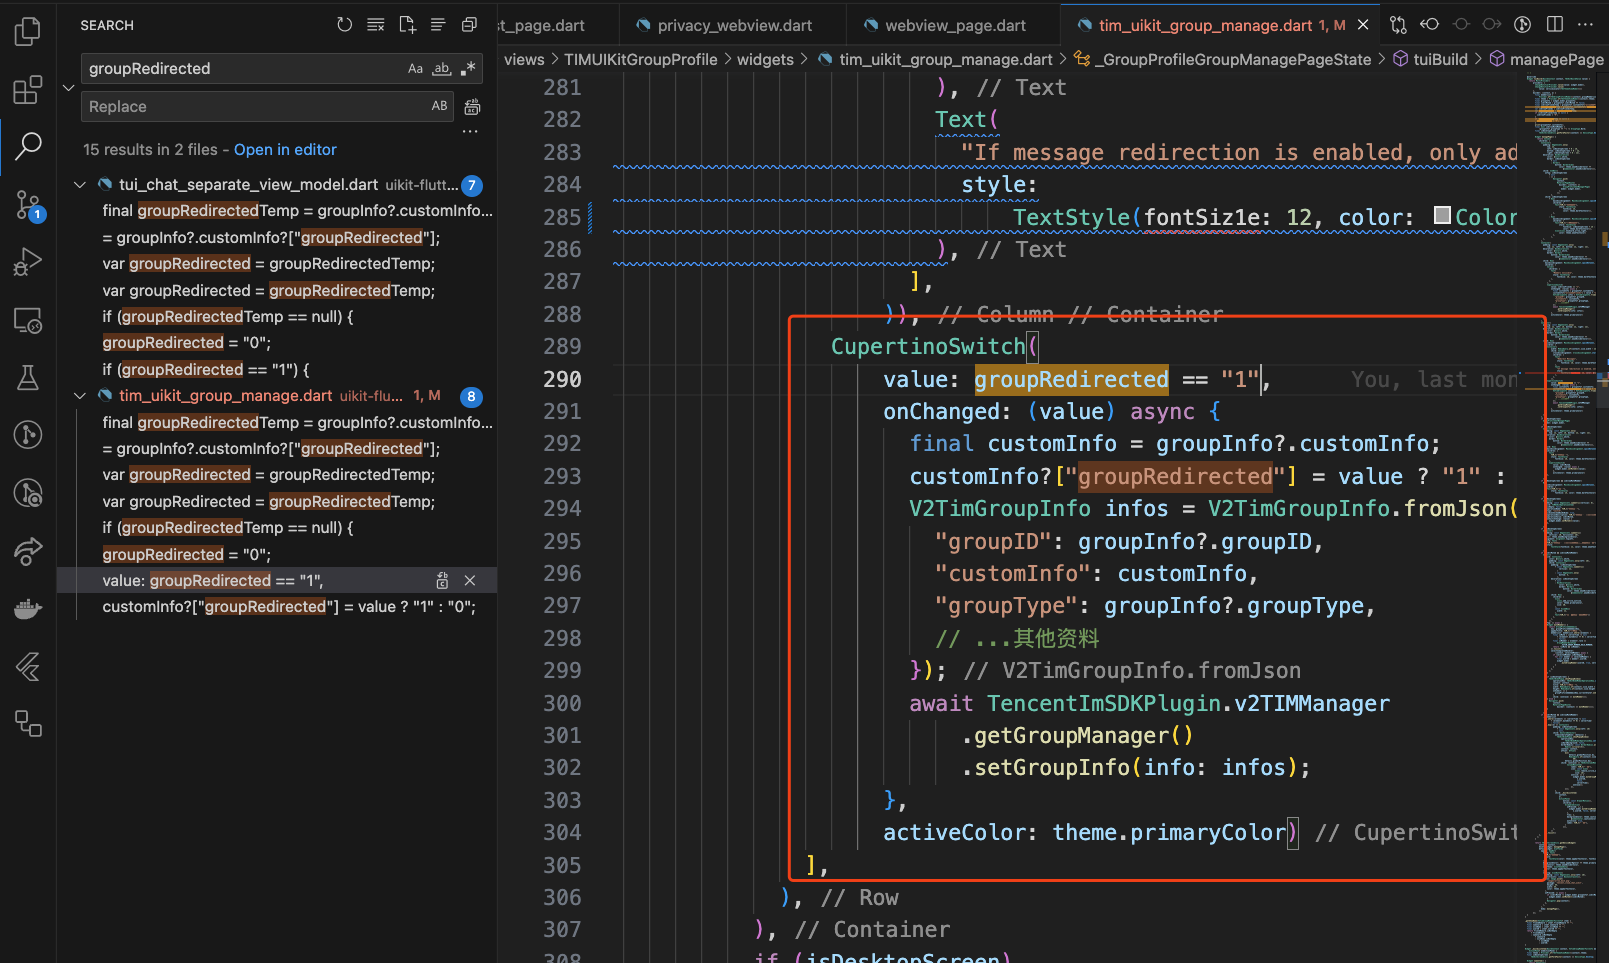 SEARCH
groupRedirected
Aa
ab
Replace
AB
15 results in 2 files - Open in editor
tui_chat_separate_view_model.dart uikit-flutt... 7
final groupRedirectedTemp = groupInfo?.customInfo...
= groupInfo?.customInfo?["groupRedirected"];
var groupRedirected = groupRedirectedTemp;
var groupRedirected = groupRedirectedTemp;
if (groupRedirectedTemp == null) {
groupRedirected = "0";
if (groupRedirected == "1") {
tim_uikit_group_manage.dart uikit-flu... 1, M 8
final groupRedirectedTemp = groupInfo?.customInfo...
= groupInfo?.customInfo?["groupRedirected"];
var groupRedirected = groupRedirectedTemp;
var groupRedirected = groupRedirectedTemp;
if (groupRedirectedTemp == null) {
groupRedirected = "0";
value: groupRedirected == "1",
customInfo?["groupRedirected"] = value ? "1" : "0";
1
st_page.dart
privacy_webview.dart
webview_page.dart
tim_uikit_group_manage.dart 1, M
views > TIMUIKitGroupProfile > widgets > tim_uikit_group_manage.dart > _GroupProfileGroupManagePageState > tuiBuild > managePage
281 ), // Text
282 Text(
283 "If message redirection is enabled, only ad
284 style:
285 TextStyle(fontSiz1e: 12, color: Color
286 ), // Text
287 ],
288 )), // Column // Container
289 CupertinoSwitch(
290 value: groupRedirected == "1", You, last mon
291 onChanged: (value) async {
292 final customInfo = groupInfo?.customInfo;
293 customInfo?["groupRedirected"] = value ? "1" :
294 V2TimGroupInfo infos = V2TimGroupInfo.fromJson(
295 "groupID": groupInfo?.groupID,
296 "customInfo": customInfo,
297 "groupType": groupInfo?.groupType,
298 // ...其他资料
299 }); // V2TimGroupInfo.fromJson
300 await TencentImSDKPlugin.v2TIMManager
301 .getGroupManager()
302 .setGroupInfo(info: infos);
303 },
304 activeColor: theme.primaryColor) // CupertinoSwit
305 ],
306 ), // Row
307 ), // Container
308 if (isDesktopScreen)